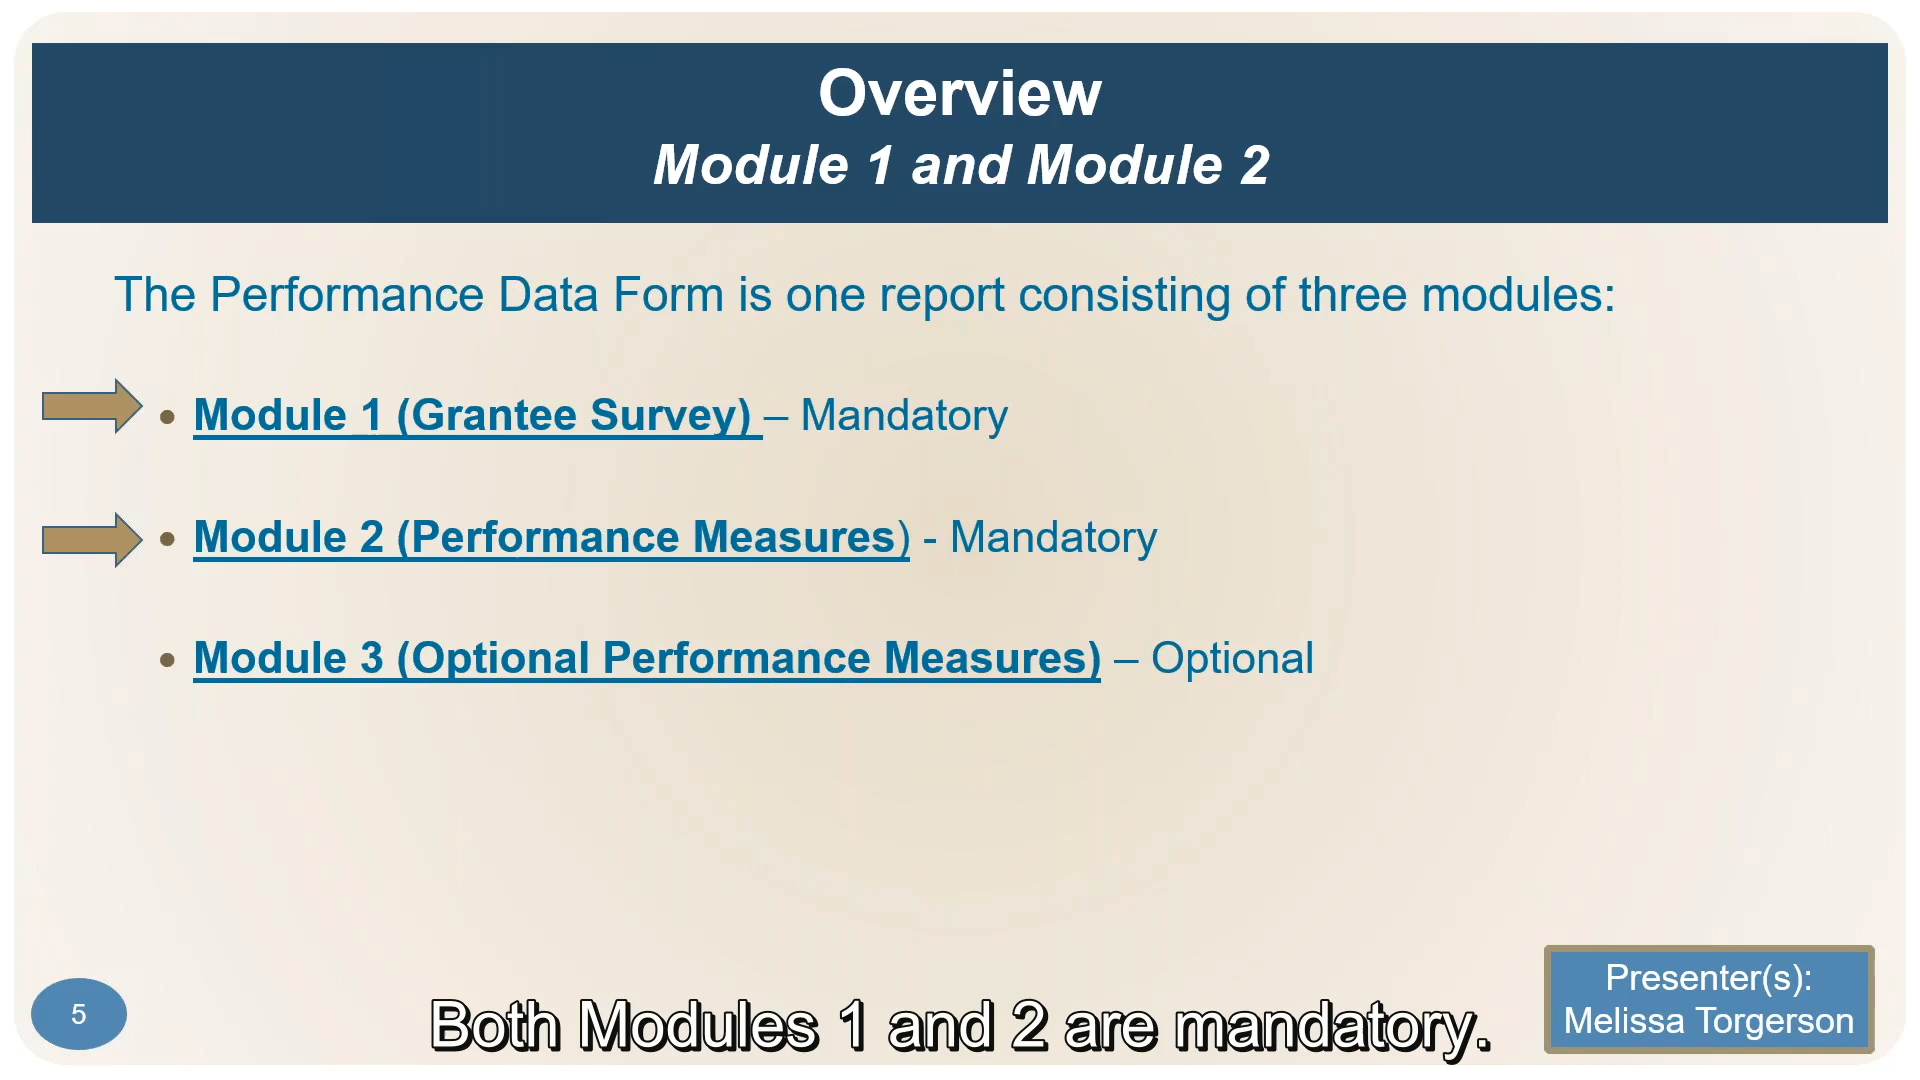 Overview
Module 1 and Module 2
The Performance Data Form is one report consisting of three modules:
• Module 1 (Grantee Survey) – Mandatory
• Module 2 (Performance Measures) - Mandatory
• Module 3 (Optional Performance Measures) – Optional
5
Both Modules 1 and 2 are mandatory.
Presenter(s):
Melissa Torgerson